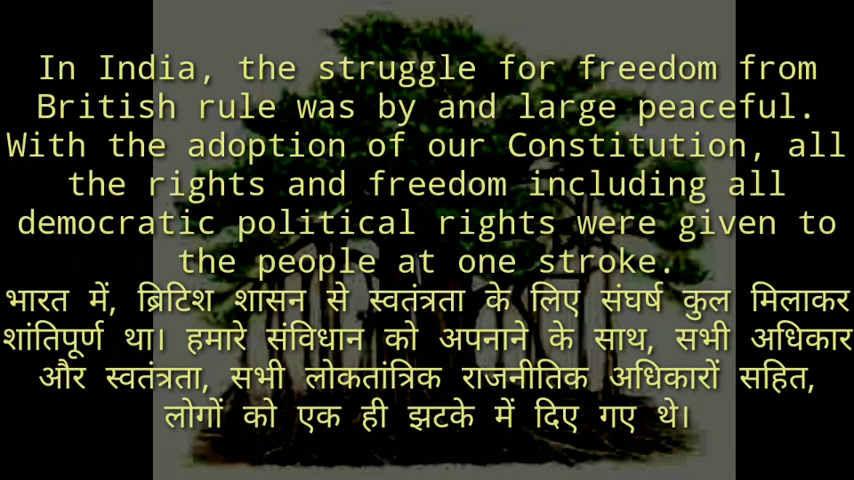 In India, the struggle for freedom from
British rule was by and large peaceful.
With the adoption of our Constitution, all
the rights and freedom including all
democratic political rights were given to
the people at one stroke.
भारत में, ब्रिटिश शासन से स्वतंत्रता के लिए संघर्ष कुल मिलाकर
शांतिपूर्ण था। हमारे संविधान को अपनाने के साथ, सभी अधिकार
और स्वतंत्रता, सभी लोकतांत्रिक राजनीतिक अधिकारों सहित,
लोगों को एक ही झटके में दिए गए थे।